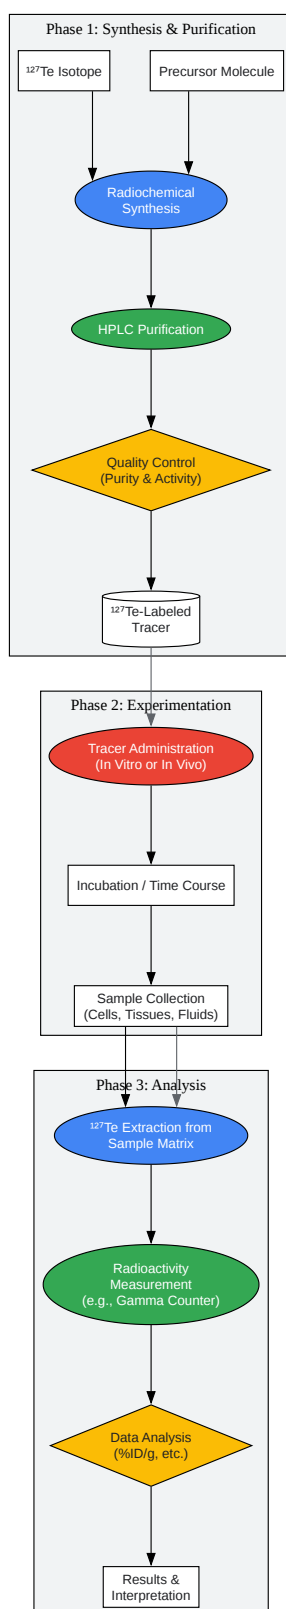 Phase 1: Synthesis & Purification
¹²⁷Te Isotope
Precursor Molecule
Radiochemical
Synthesis
HPLC Purification
Quality Control
(Purity & Activity)
¹²⁷Te-Labeled
Tracer
Phase 2: Experimentation
Tracer Administration
(In Vitro or In Vivo)
Incubation / Time Course
Sample Collection
(Cells, Tissues, Fluids)
Phase 3: Analysis
¹²⁷Te Extraction from
Sample Matrix
Radioactivity
Measurement
(e.g., Gamma Counter)
Data Analysis
(%ID/g, etc.)
Results &
Interpretation